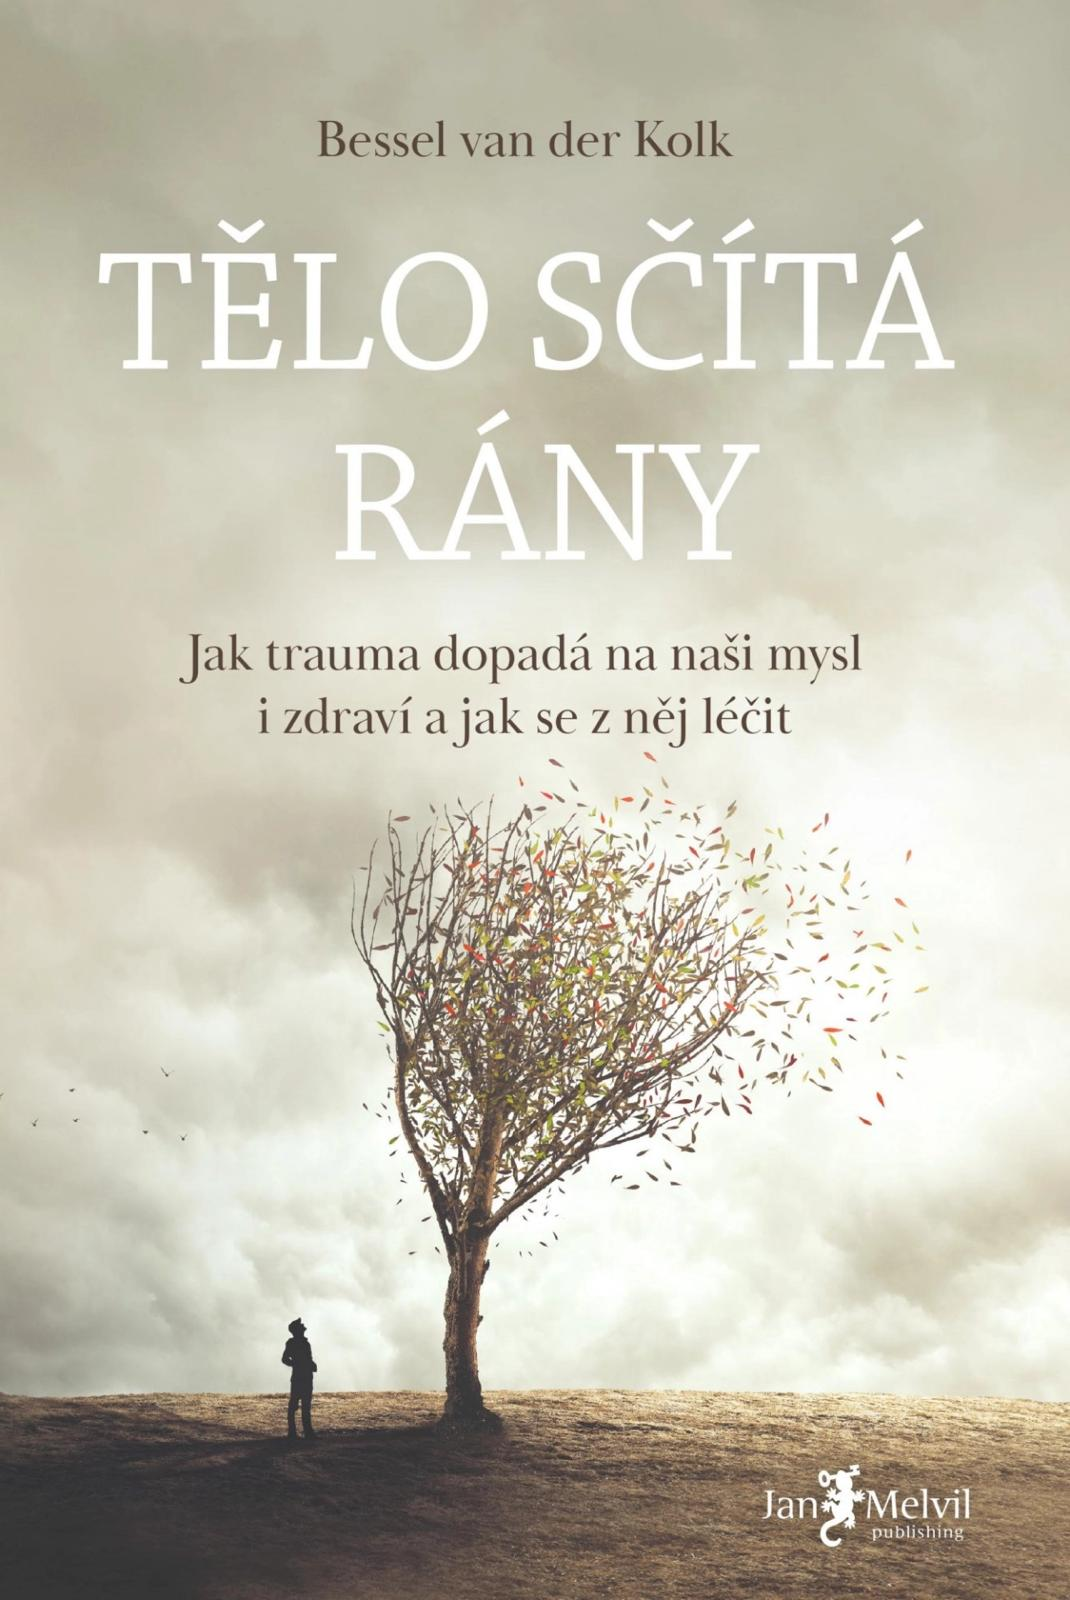 Bessel van der Kolk
TĚLO SČÍTÁ
RÁNY
Jak trauma dopadá na naši mysl
i zdraví a jak se z něj léčit
Jan Melvil
publishing